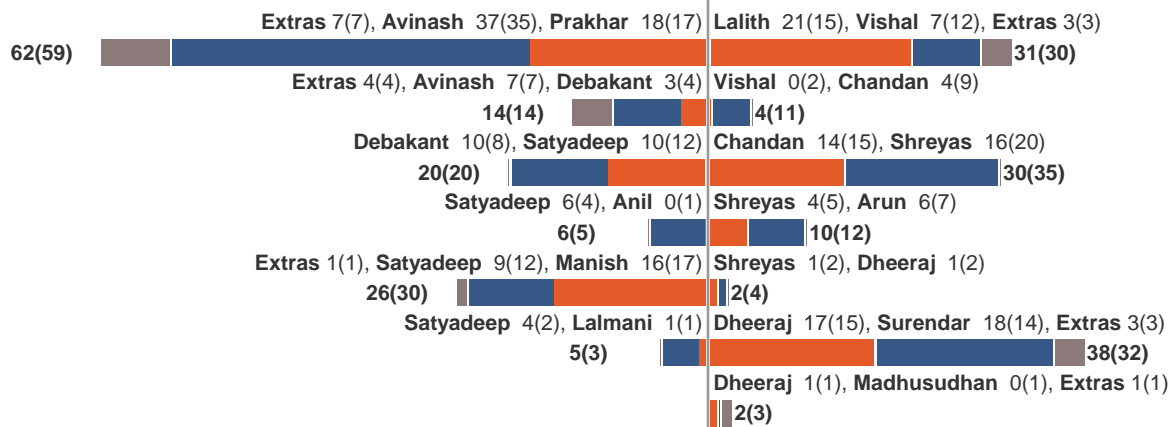 Extras 7(7), Avinash 37(35), Prakhar 18(17) Lalith 21(15), Vishal 7(12), Extras 3(3)
62(59) 31(30)
Extras 4(4), Avinash 7(7), Debakant 3(4) Vishal 0(2), Chandan 4(9)
14(14) 4(11)
Debakant 10(8), Satyadeep 10(12) Chandan 14(15), Shreyas 16(20)
20(20) 30(35)
Satyadeep 6(4), Anil 0(1) Shreyas 4(5), Arun 6(7)
6(5) 10(12)
Extras 1(1), Satyadeep 9(12), Manish 16(17) Shreyas 1(2), Dheeraj 1(2)
26(30) 2(4)
Satyadeep 4(2), Lalmani 1(1) Dheeraj 17(15), Surendar 18(14), Extras 3(3)
5(3) 38(32)
Dheeraj 1(1), Madhusudhan 0(1), Extras 1(1)
2(3)